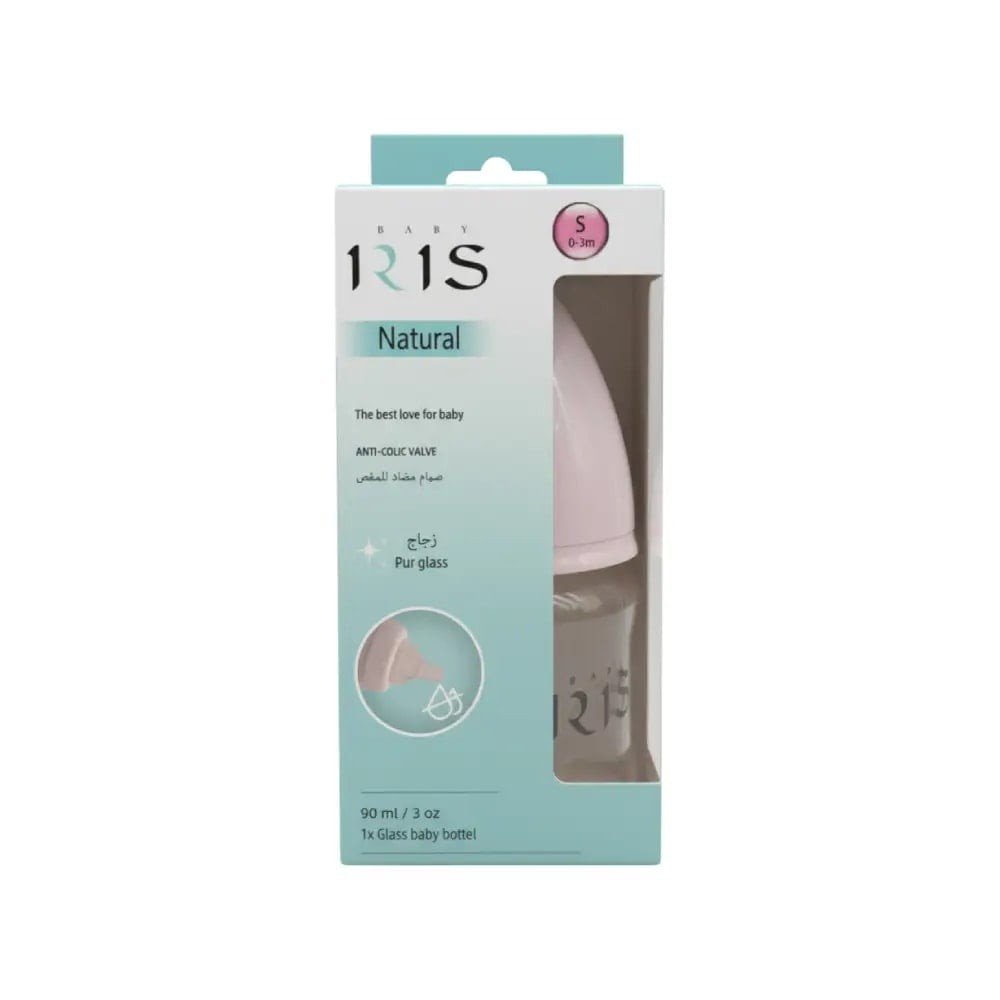 BABY
IRIS
S
0-3m
Natural
The best love for baby
ANTI-COLIC VALVE
صمام مضاد للمغص
زجاج
Pur glass
IRIS
90 ml / 3 oz
1x Glass baby bottel